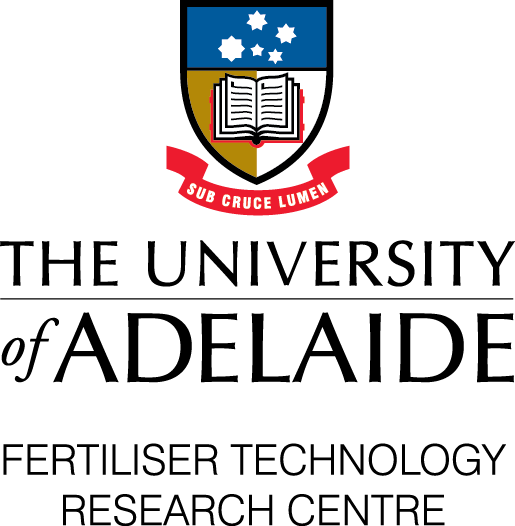 SUB CRUCE LUMEN
THE UNIVERSITY
of ADELAIDE
FERTILISER TECHNOLOGY
RESEARCH CENTRE